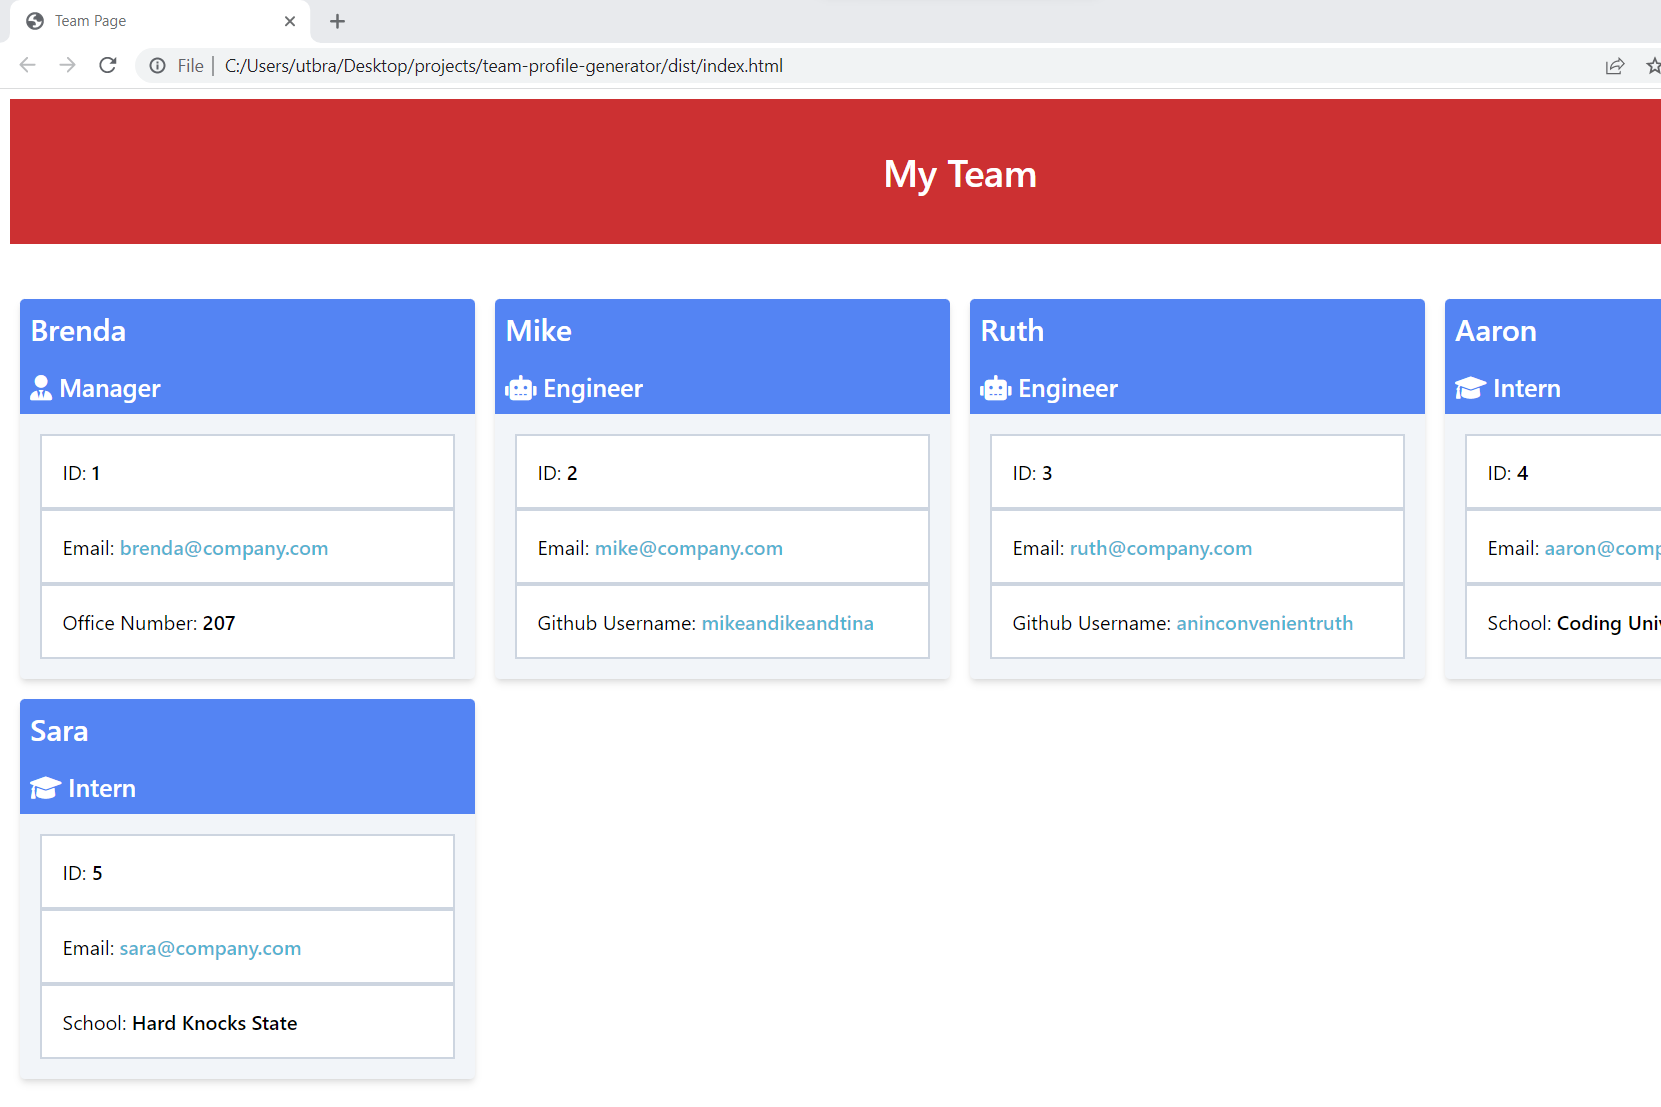 Team Page
File
C:/Users/utbra/Desktop/projects/team-profile-generator/dist/index.html
My Team
Brenda
Manager
ID: 1
Email: brenda@company.com
Office Number: 207
Mike
Engineer
ID: 2
Email: mike@company.com
Github Username: mikeandikeandtina
Ruth
Engineer
ID: 3
Email: ruth@company.com
Github Username: aninconvenientruth
Aaron
Intern
ID: 4
Email: aaron@comp
School: Coding Univ
Sara
Intern
ID: 5
Email: sara@company.com
School: Hard Knocks State